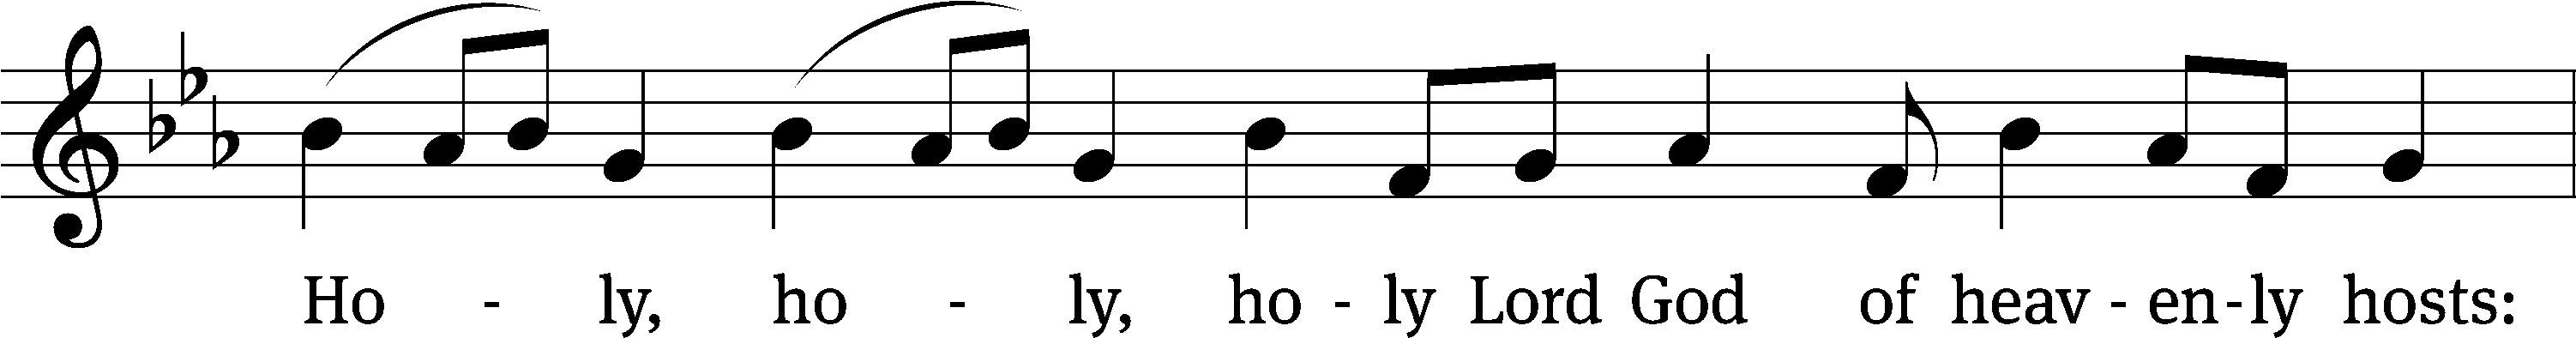 Ho - ly, ho - ly, ho - ly Lord God of heav - en - ly hosts: